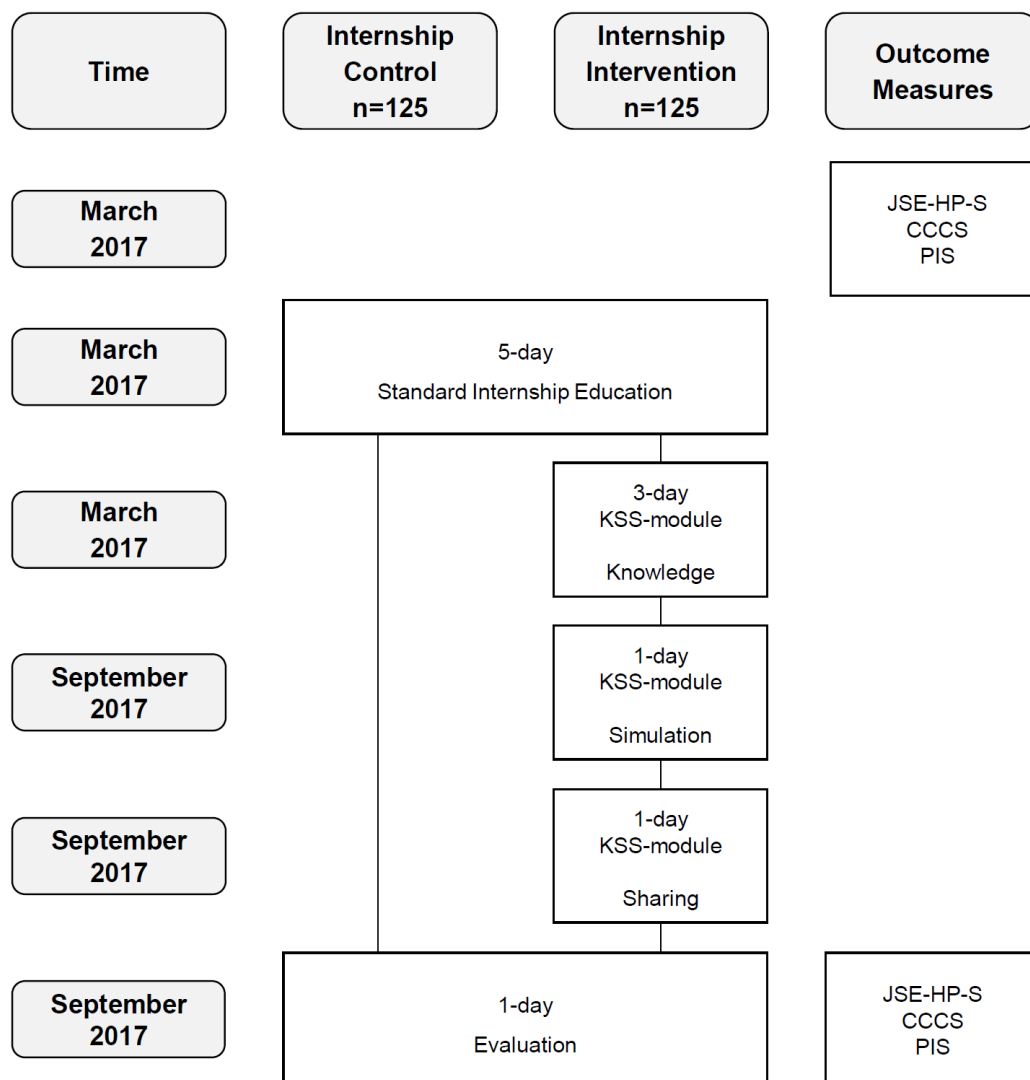 Time
Internship
Control
n=125
Internship
Intervention
n=125
Outcome
Measures
March
2017
JSE-HP-S
CCCS
PIS
March
2017
5-day
Standard Internship Education
March
2017
3-day
KSS-module
Knowledge
September
2017
1-day
KSS-module
Simulation
September
2017
1-day
KSS-module
Sharing
September
2017
1-day
Evaluation
JSE-HP-S
CCCS
PIS